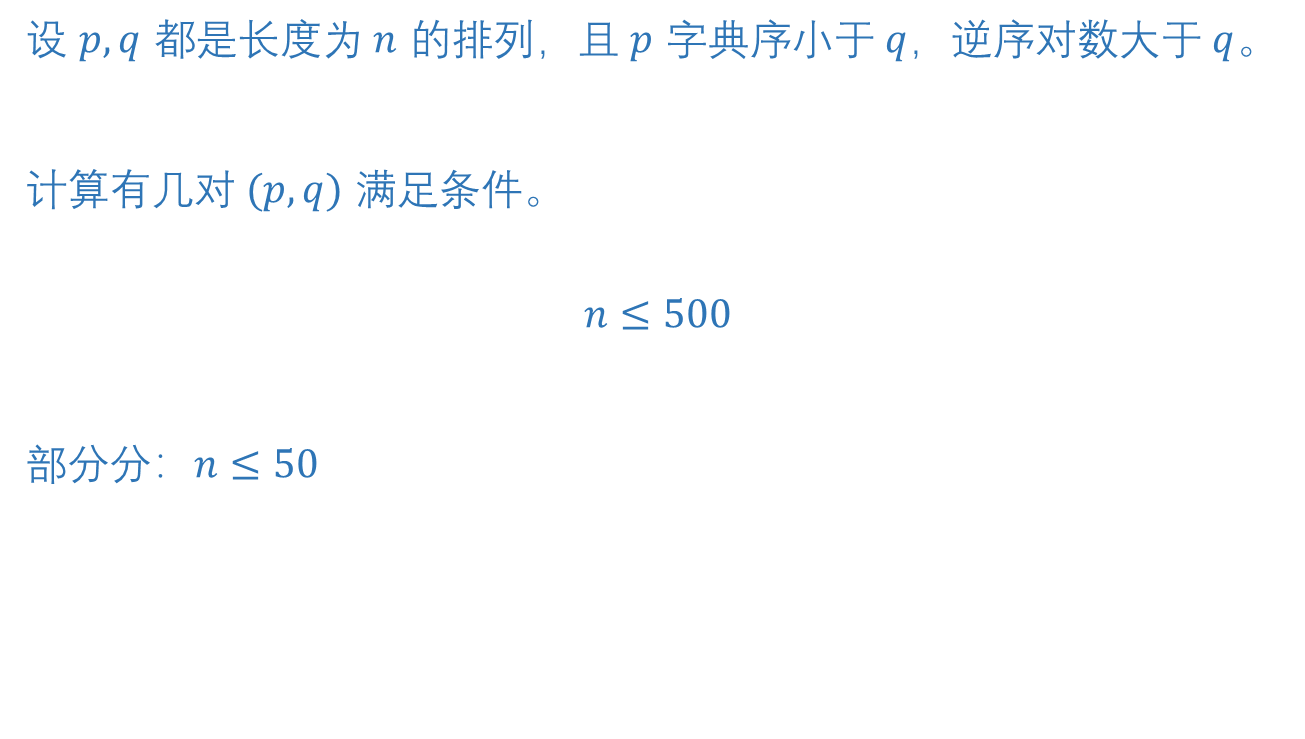 设 p, q 都是长度为 n 的排列，且 p 字典序小于 q，逆序对数大于 q。
计算有几对 (p, q) 满足条件。
n ≤ 500
部分分：n ≤ 50